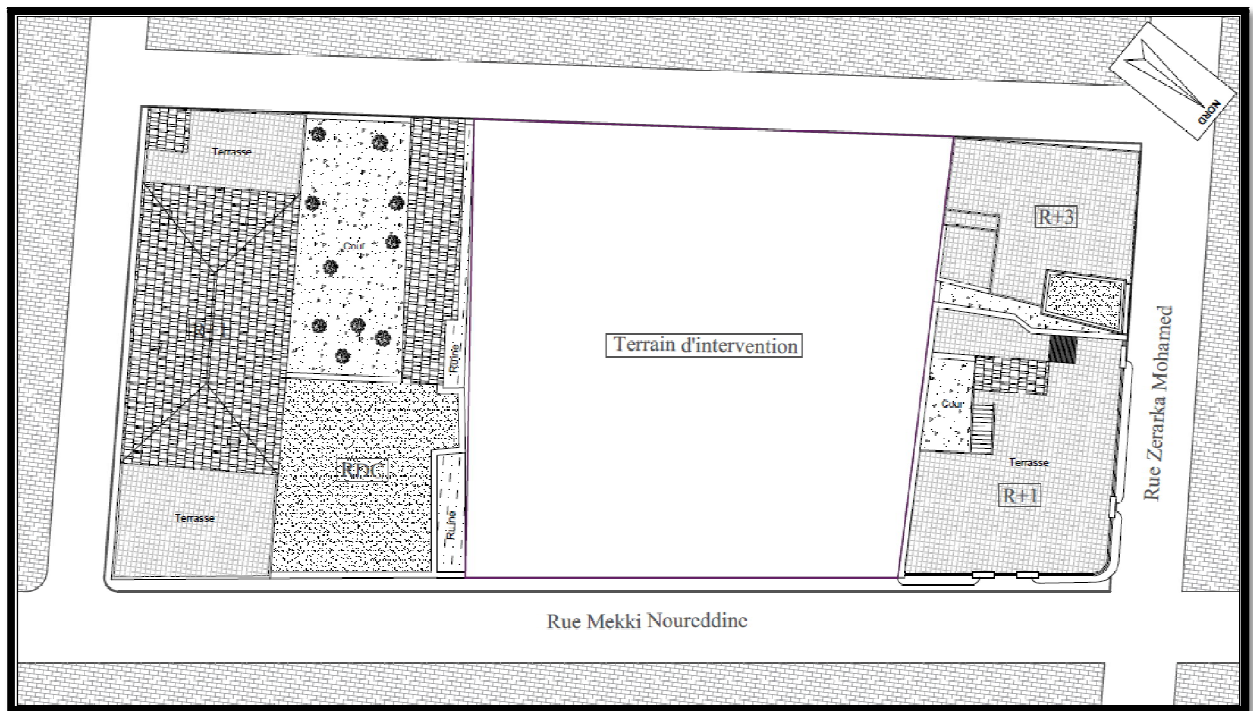 NORD
Terrasse
R+3
Cour
R+1
Terrain d'intervention
Ruine
Rue Zerarka Mohamed
Cour
Terrasse
RDC
R+1
Terrasse
Ruine
Rue Mekki Noureddine